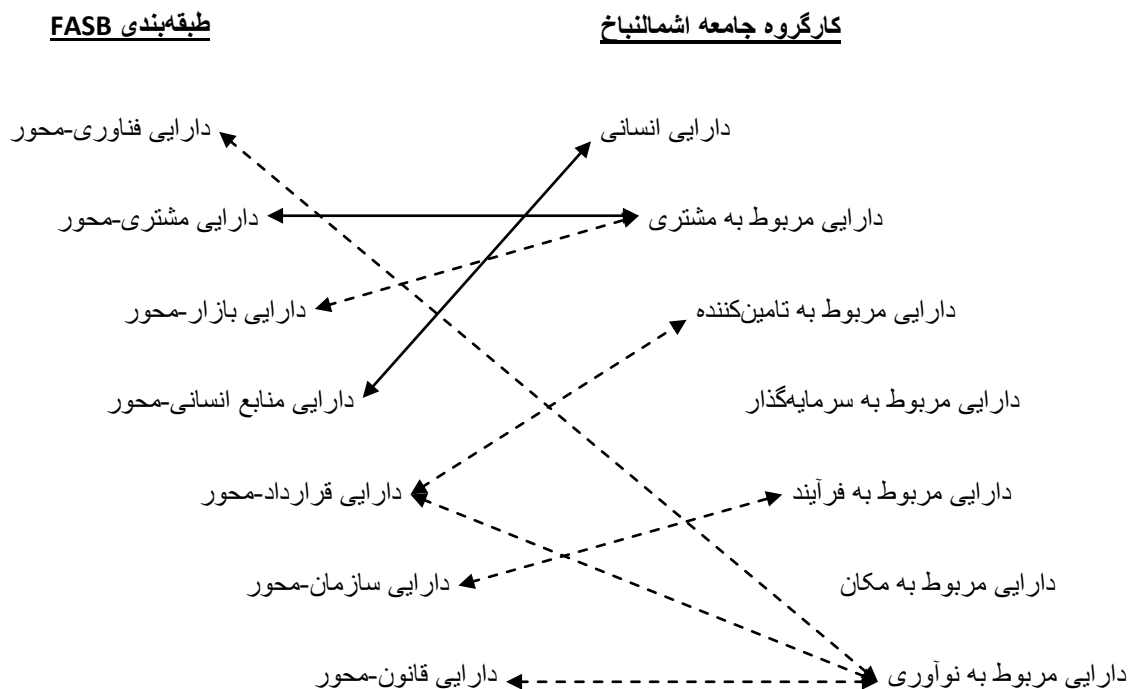 کارگروه جامعه اشمالنباخ
طبقه‌بندی FASB
دارایی انسانی
دارایی فناوری-محور
دارایی مربوط به مشتری
دارایی مشتری-محور
دارایی مربوط به تامین‌کننده
دارایی بازار-محور
دارایی مربوط به سرمایه‌گذار
دارایی منابع انسانی-محور
دارایی مربوط به فرآیند
دارایی قرارداد-محور
دارایی مربوط به مکان
دارایی سازمان-محور
دارایی مربوط به نوآوری
دارایی قانون-محور